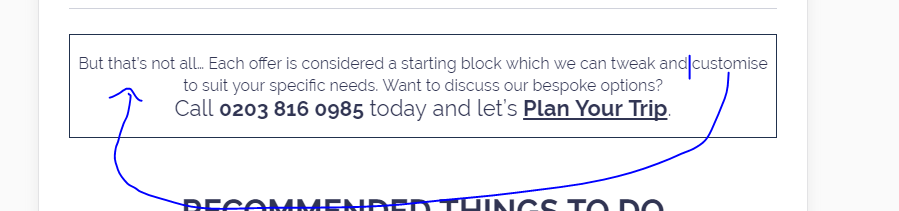 But that's not all... Each offer is considered a starting block which we can tweak and customise
to suit your specific needs. Want to discuss our bespoke options?
Call 0203 816 0985 today and let's Plan Your Trip.
RECOMMENDED THINGS TO DO